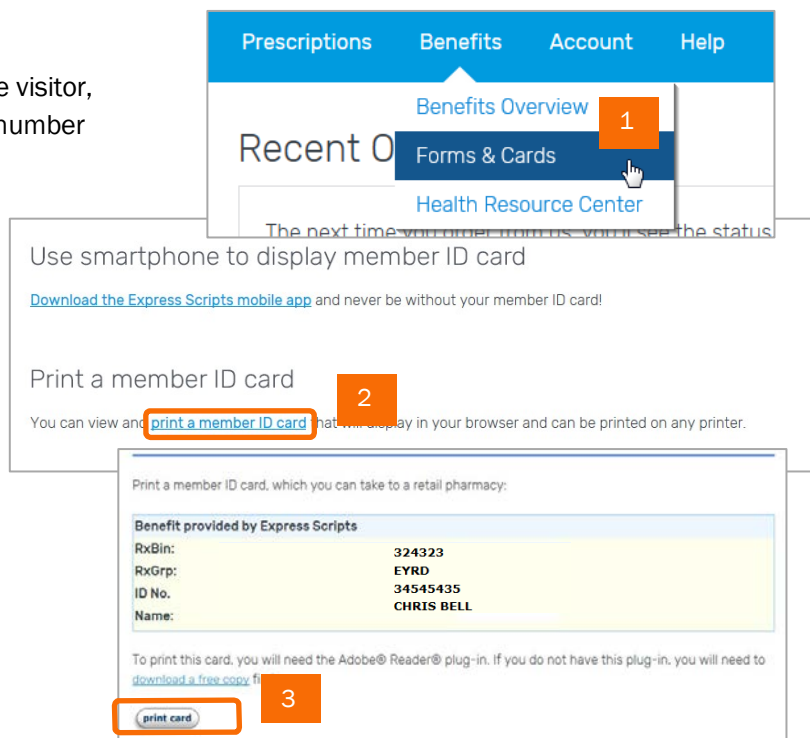 e visitor,
number
Prescriptions Benefits Account Help
Benefits Overview
1
Recent O
Forms & Cards
Health Resource Center
The next time you order from us, you'll see the status
Use smartphone to display member ID card
Download the Express Scripts mobile app and never be without your member ID card!
Print a member ID card
2
You can view and print a member ID card that will display in your browser and can be printed on any printer.
Print a member ID card, which you can take to a retail pharmacy:
Benefit provided by Express Scripts
RxBin: 324323
RxGrp: EYRD
ID No. 34545435
Name: CHRIS BELL
To print this card, you will need the Adobe® Reader® plug-in. If you do not have this plug-in, you will need to
download a free copy
3
print card